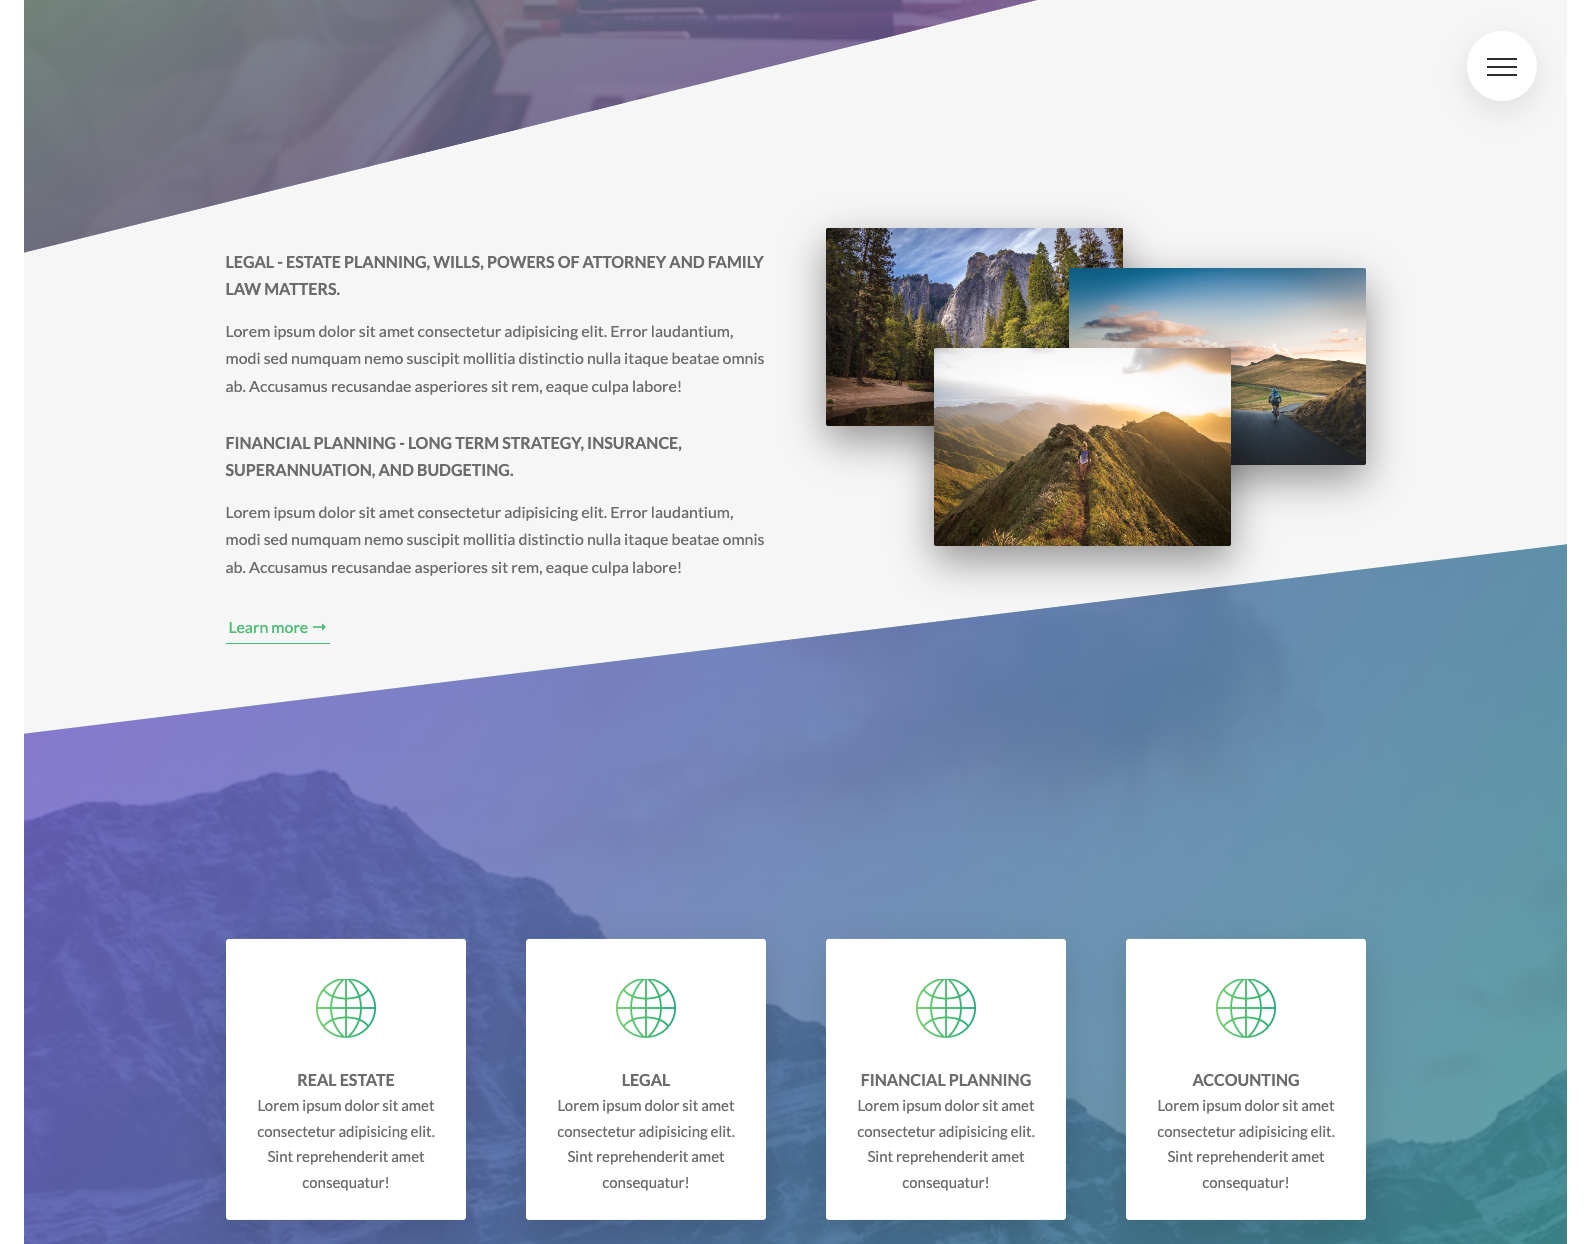 LEGAL - ESTATE PLANNING, WILLS, POWERS OF ATTORNEY AND FAMILY
LAW MATTERS.
Lorem ipsum dolor sit amet consectetur adipisicing elit. Error laudantium,
modi sed numquam nemo suscipit mollitia distinctio nulla itaque beatae omnis
ab. Accusamus recusandae asperiores sit rem, eaque culpa labore!
FINANCIAL PLANNING - LONG TERM STRATEGY, INSURANCE,
SUPERANNUATION, AND BUDGETING.
Lorem ipsum dolor sit amet consectetur adipisicing elit. Error laudantium,
modi sed numquam nemo suscipit mollitia distinctio nulla itaque beatae omnis
ab. Accusamus recusandae asperiores sit rem, eaque culpa labore!
Learn more →
REAL ESTATE
Lorem ipsum dolor sit amet
consectetur adipisicing elit.
Sint reprehenderit amet
consequatur!
LEGAL
Lorem ipsum dolor sit amet
consectetur adipisicing elit.
Sint reprehenderit amet
consequatur!
FINANCIAL PLANNING
Lorem ipsum dolor sit amet
consectetur adipisicing elit.
Sint reprehenderit amet
consequatur!
ACCOUNTING
Lorem ipsum dolor sit amet
consectetur adipisicing elit.
Sint reprehenderit amet
consequatur!